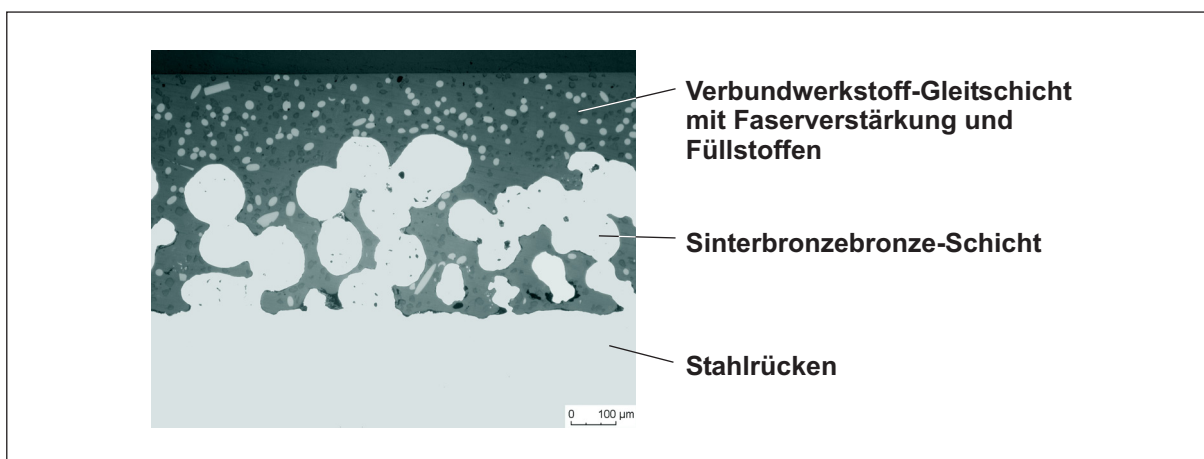 Verbundwerkstoff-Gleitschicht
mit Faserverstärkung und
Füllstoffen
Sinterbronzebronze-Schicht
Stahlrücken
0 100 µm